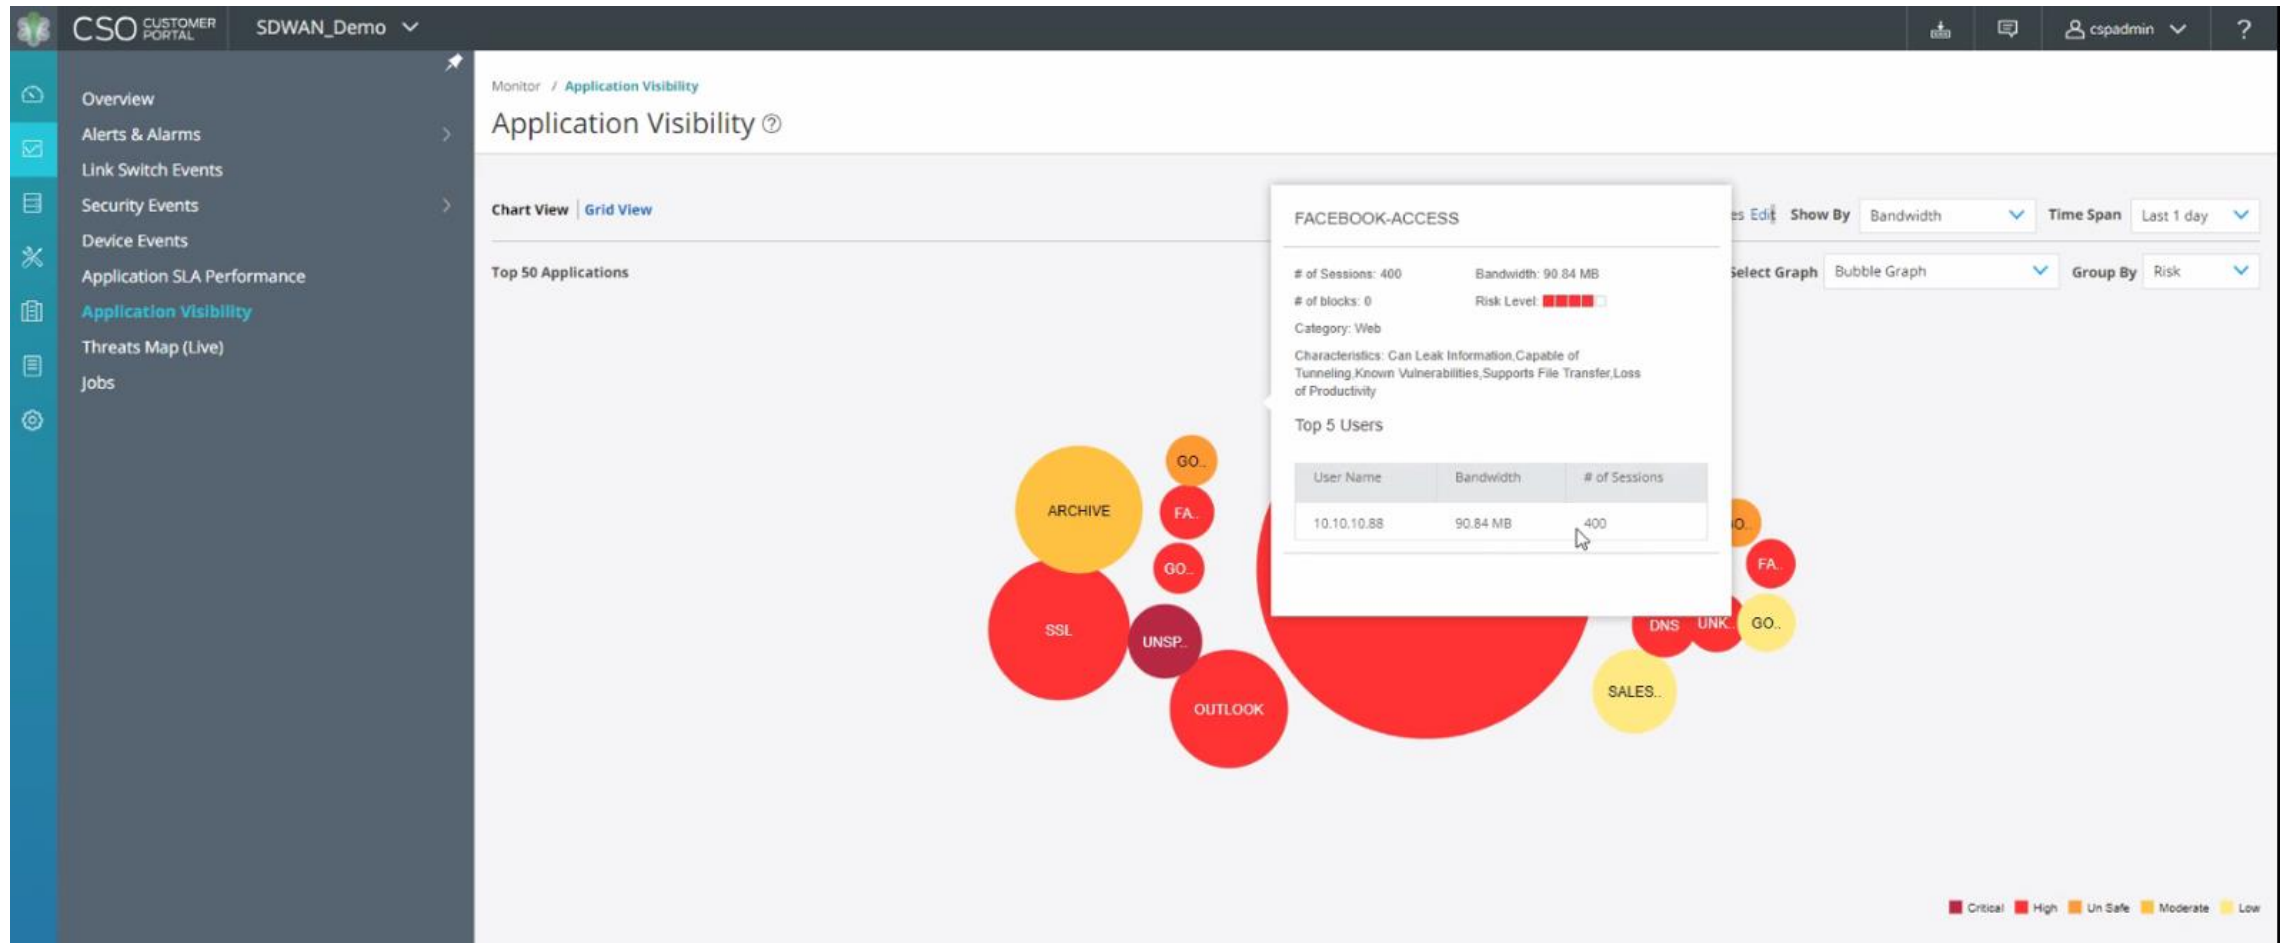 CSO CUSTOMER PORTAL SDWAN_Demo cspadmin ?
Overview
Alerts & Alarms
Link Switch Events
Security Events
Device Events
Application SLA Performance
Application Visibility
Threats Map (Live)
Jobs
Monitor / Application Visibility
Application Visibility ?
Chart View | Grid View
es Edit Show By Bandwidth Time Span Last 1 day
Top 50 Applications
Select Graph Bubble Graph Group By Risk
FACEBOOK-ACCESS
# of Sessions: 400 Bandwidth: 90.84 MB
# of blocks: 0 Risk Level:
Category: Web
Characteristics: Can Leak Information,Capable of
Tunneling,Known Vulnerabilities,Supports File Transfer,Loss
of Productivity
Top 5 Users
User Name Bandwidth # of Sessions
10.10.10.88 90.84 MB 400
GO..
ARCHIVE
FA..
GO..
SSL
UNSP..
OUTLOOK
O..
FA..
DNS
UNK..
GO..
SALES..
Critical High Un Safe Moderate Low